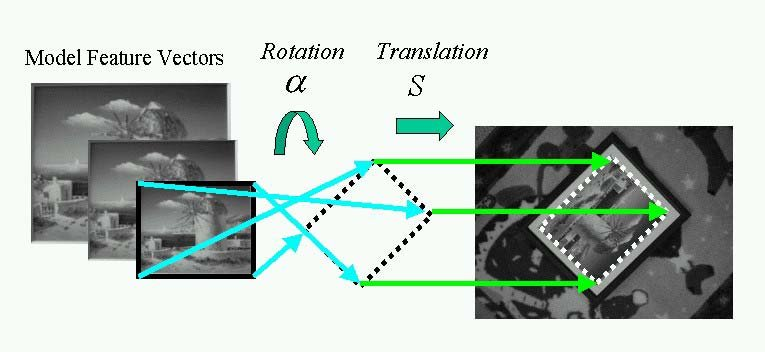 Model Feature Vectors
Rotation
α
Translation
S